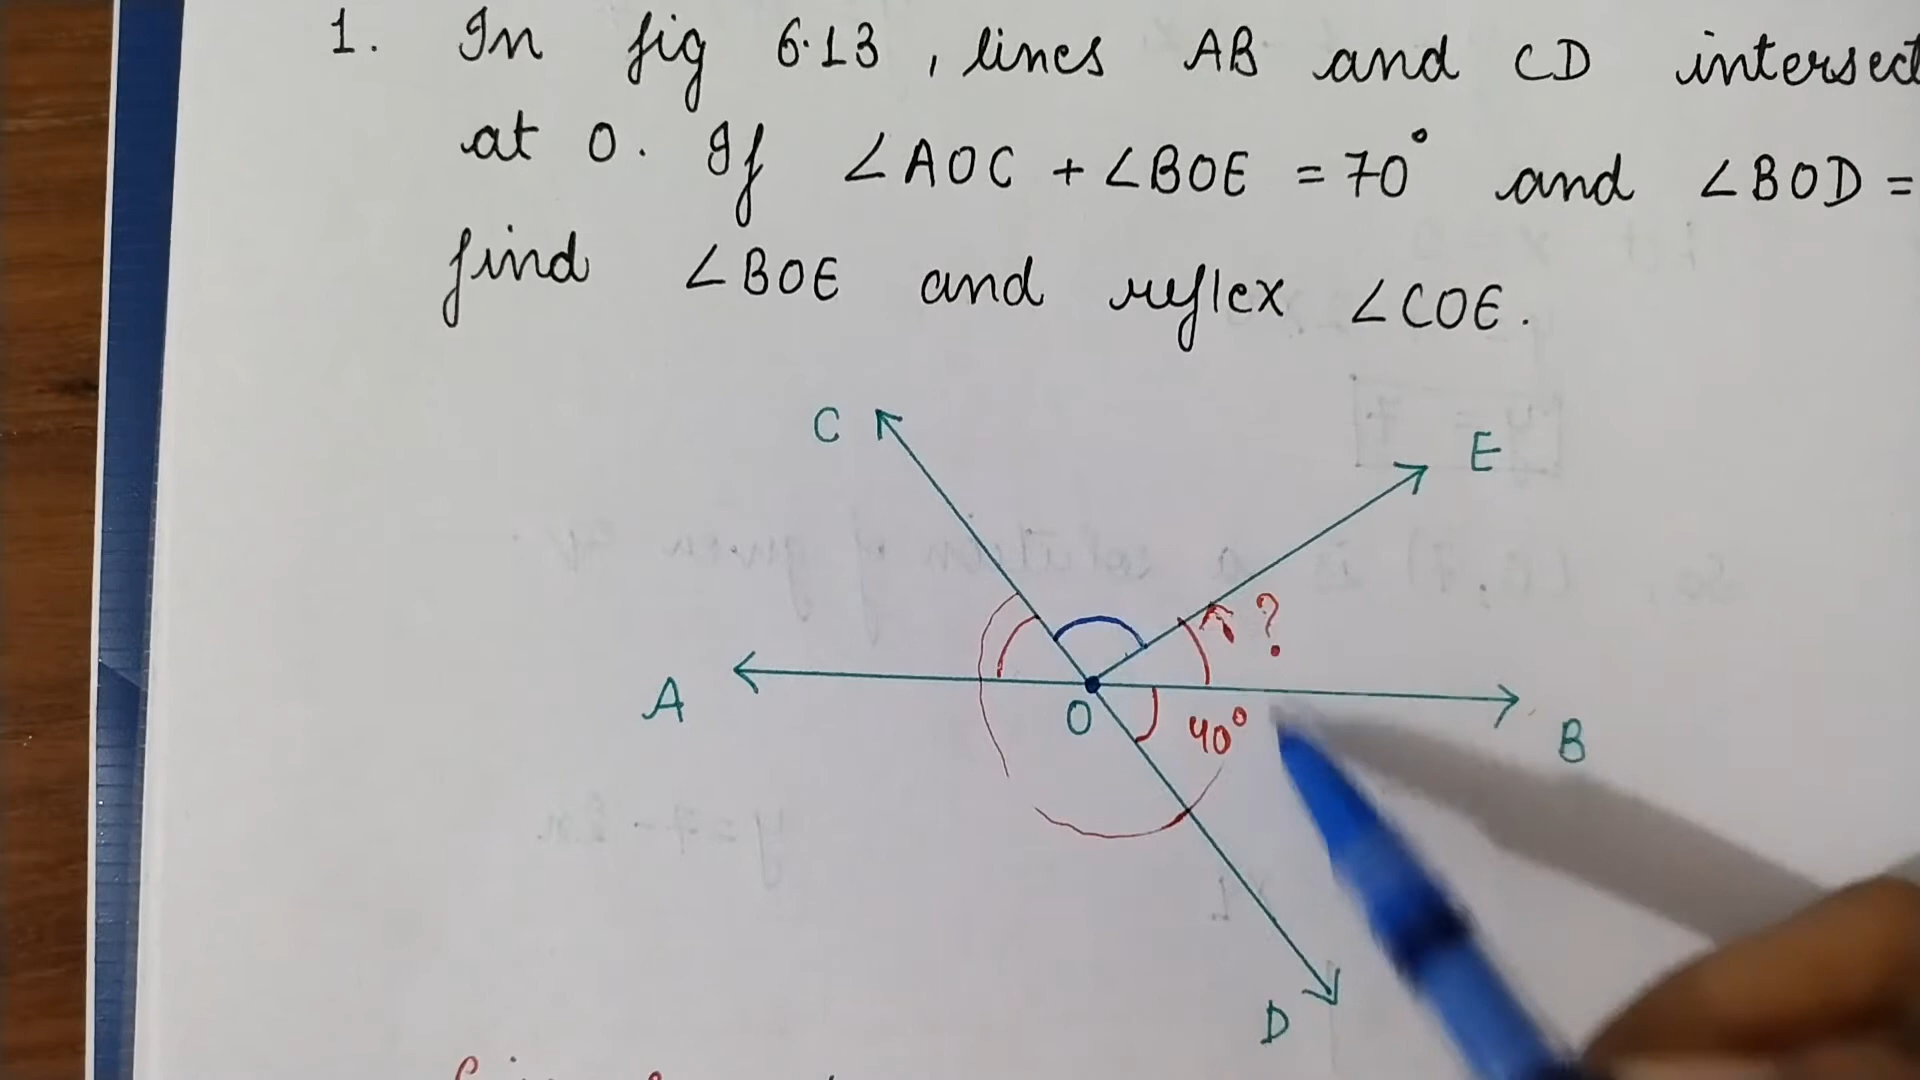 1. In fig 6.13, lines AB and CD intersect
at O. If ∠AOC + ∠BOE = 70° and ∠BOD =
find ∠BOE and reflex ∠COE.
C
E
?
A
O
40°
B
D